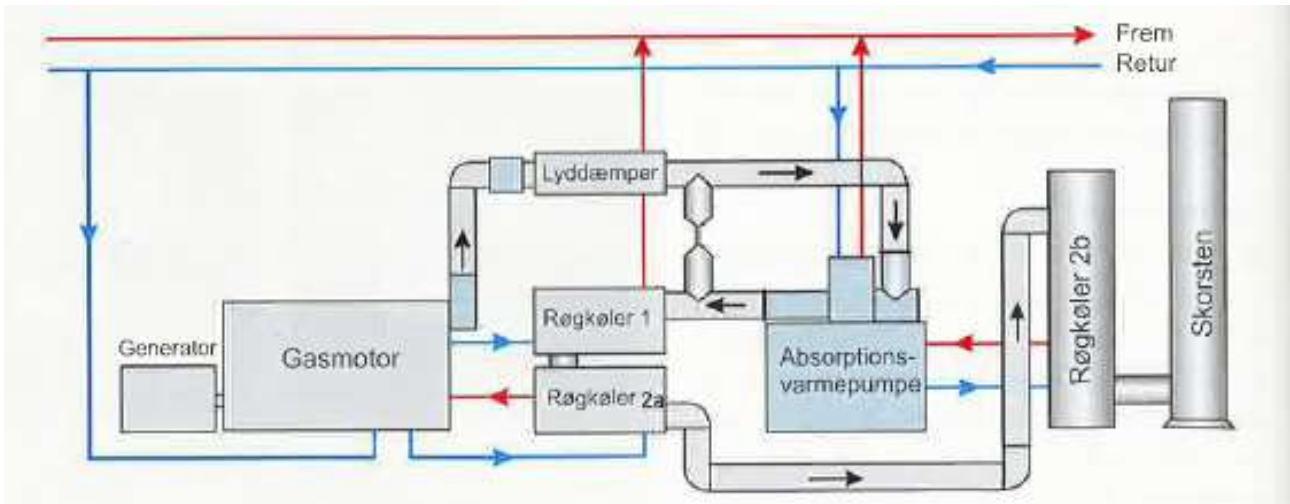 Frem
Retur
Lyddæmper
Røgkøler 1
Generator
Gasmotor
Røgkøler 2a
Absorptions-
varmepumpe
Røgkøler 2b
Skorsten